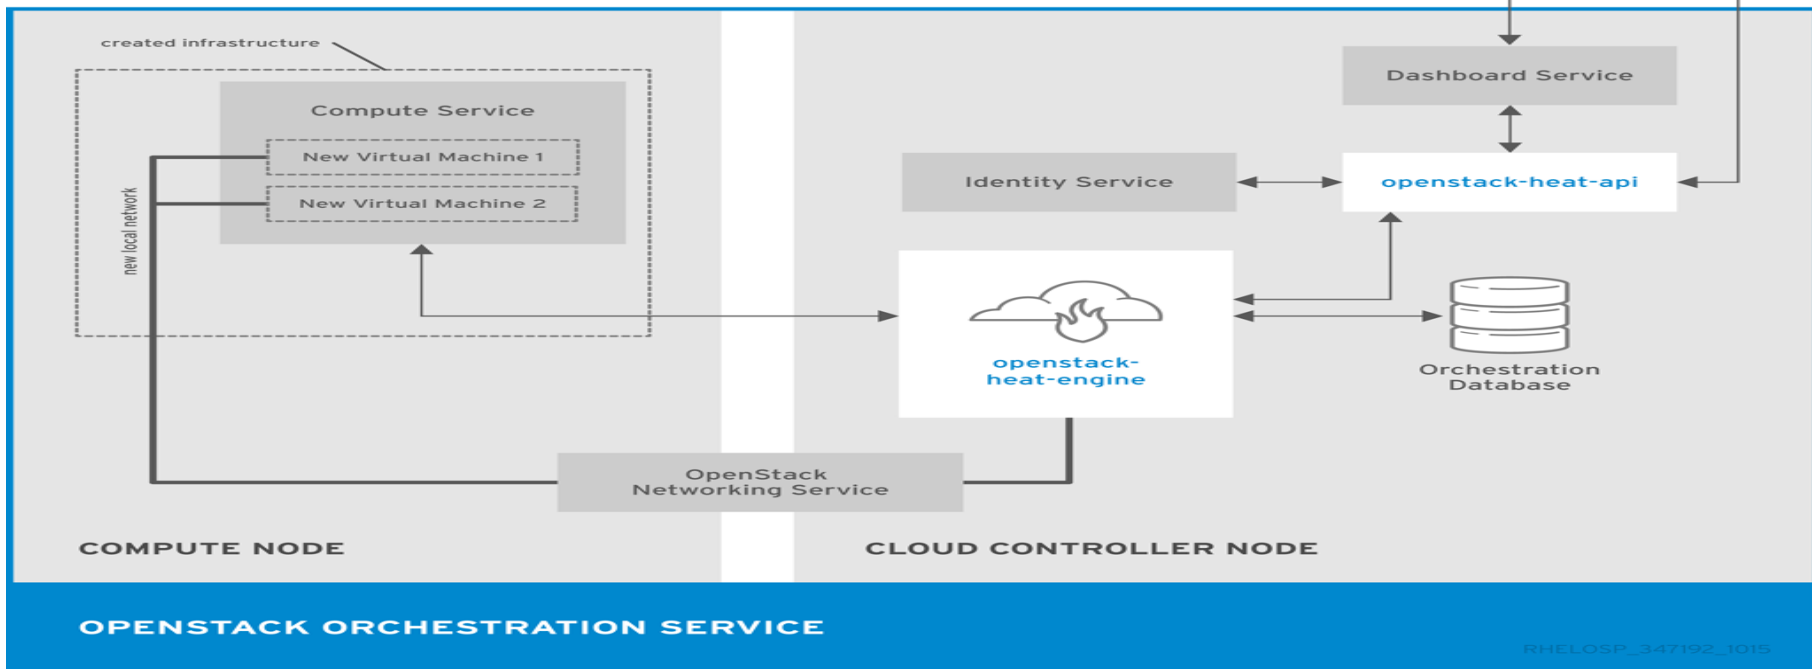 created infrastructure
Compute Service
New Virtual Machine 1
New Virtual Machine 2
new local network
Dashboard Service
Identity Service
openstack-heat-api
openstack-
heat-engine
Orchestration
Database
OpenStack
Networking Service
COMPUTE NODE
CLOUD CONTROLLER NODE
OPENSTACK ORCHESTRATION SERVICE
RHELOSP_347192_1015